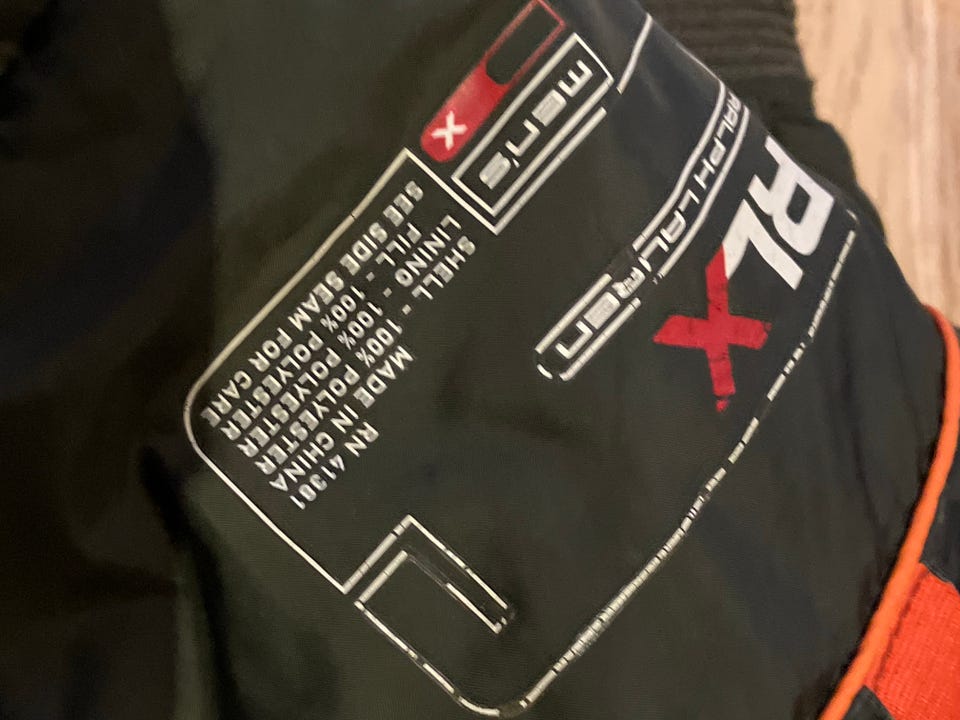 RLX
RALPH LAUREN
men's
X
RN 41381
MADE IN CHINA
SHELL - 100% POLYESTER
LINING - 100% POLYESTER
FILL - 100% POLYESTER
SEE SIDE SEAM FOR CARE